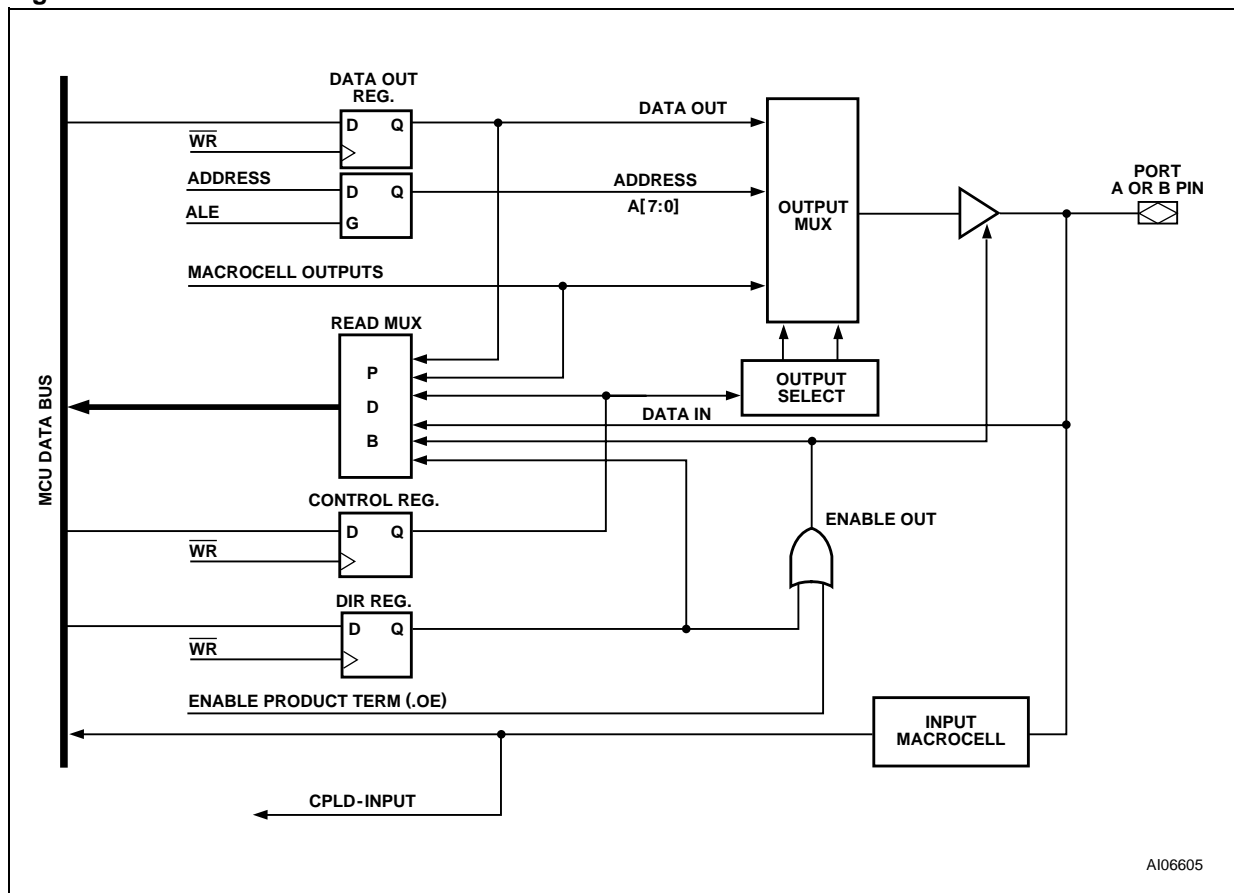 DATA OUT
REG.
D Q
WR
DATA OUT
ADDRESS
ALE
D Q
G
ADDRESS
A[7:0]
OUTPUT
MUX
PORT
A OR B PIN
MACROCELL OUTPUTS
READ MUX
P
D
B
OUTPUT
SELECT
DATA IN
MCU DATA BUS
CONTROL REG.
D Q
WR
ENABLE OUT
DIR REG.
D Q
WR
ENABLE PRODUCT TERM (.OE)
INPUT
MACROCELL
CPLD-INPUT
AI06605